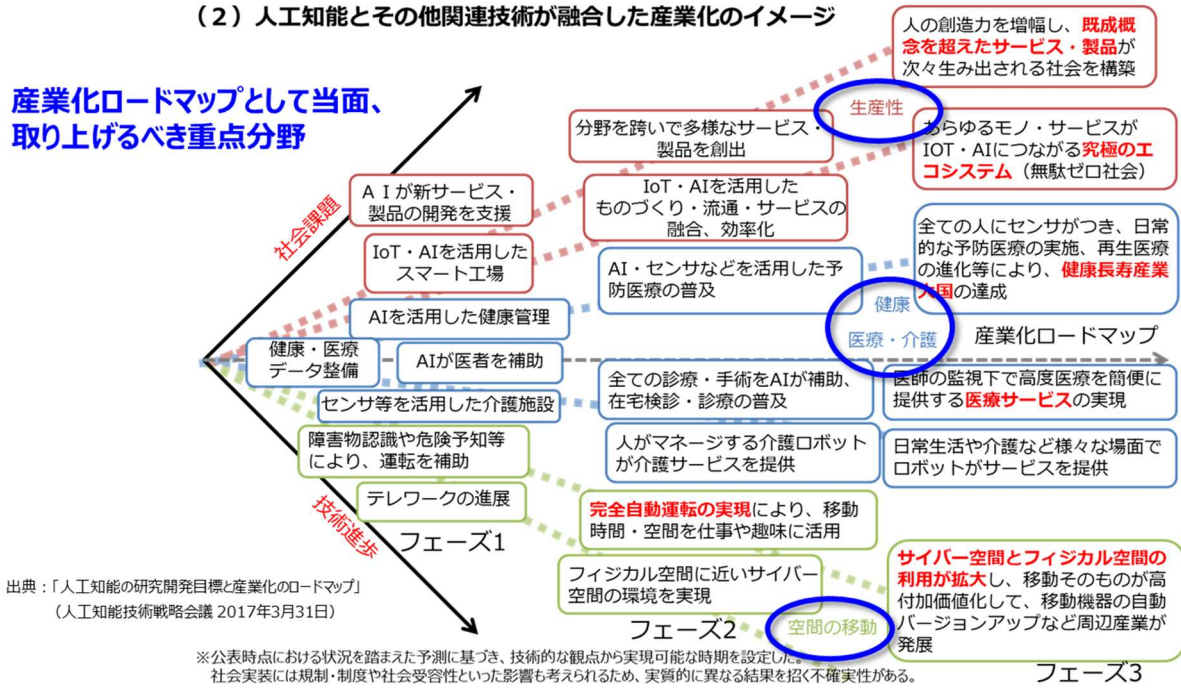 （２）人工知能とその他関連技術が融合した産業化のイメージ
産業化ロードマップとして当面、
取り上げるべき重点分野
人の創造力を増幅し、既成概
念を超えたサービス・製品が
次々生み出される社会を構築
生産性
分野を跨いで多様なサービス・
製品を創出
あらゆるモノ・サービスが
IOT・AIにつながる究極のエ
コシステム（無駄ゼロ社会）
社会課題
ＡＩが新サービス・
製品の開発を支援
IoT・AIを活用した
ものづくり・流通・サービスの
融合、効率化
IoT・AIを活用した
スマート工場
全ての人にセンサがつき、日常
的な予防医療の実施、再生医療
の進化等により、健康長寿産業
大国の達成
AI・センサなどを活用した予
防医療の普及
健康
医療・介護
AIを活用した健康管理
産業化ロードマップ
健康・医療
データ整備
AIが医者を補助
全ての診療・手術をAIが補助、
在宅検診・診療の普及
医師の監視下で高度医療を簡便に
提供する医療サービスの実現
センサ等を活用した介護施設
障害物認識や危険予知等
により、運転を補助
人がマネージする介護ロボット
が介護サービスを提供
日常生活や介護など様々な場面で
ロボットがサービスを提供
テレワークの進展
完全自動運転の実現により、移動
時間・空間を仕事や趣味に活用
技術進歩
フェーズ1
フィジカル空間に近いサイバー
空間の環境を実現
サイバー空間とフィジカル空間の
利用が拡大し、移動そのものが高
付加価値化して、移動機器の自動
バージョンアップなど周辺産業が
発展
出典：「人工知能の研究開発目標と産業化のロードマップ」
（人工知能技術戦略会議 2017年3月31日）
フェーズ2
空間の移動
フェーズ3
※公表時点における状況を踏まえた予測に基づき、技術的な観点から実現可能な時期を設定した。
社会実装には規制・制度や社会受容性といった影響も考えられるため、実質的に異なる結果を招く不確実性がある。